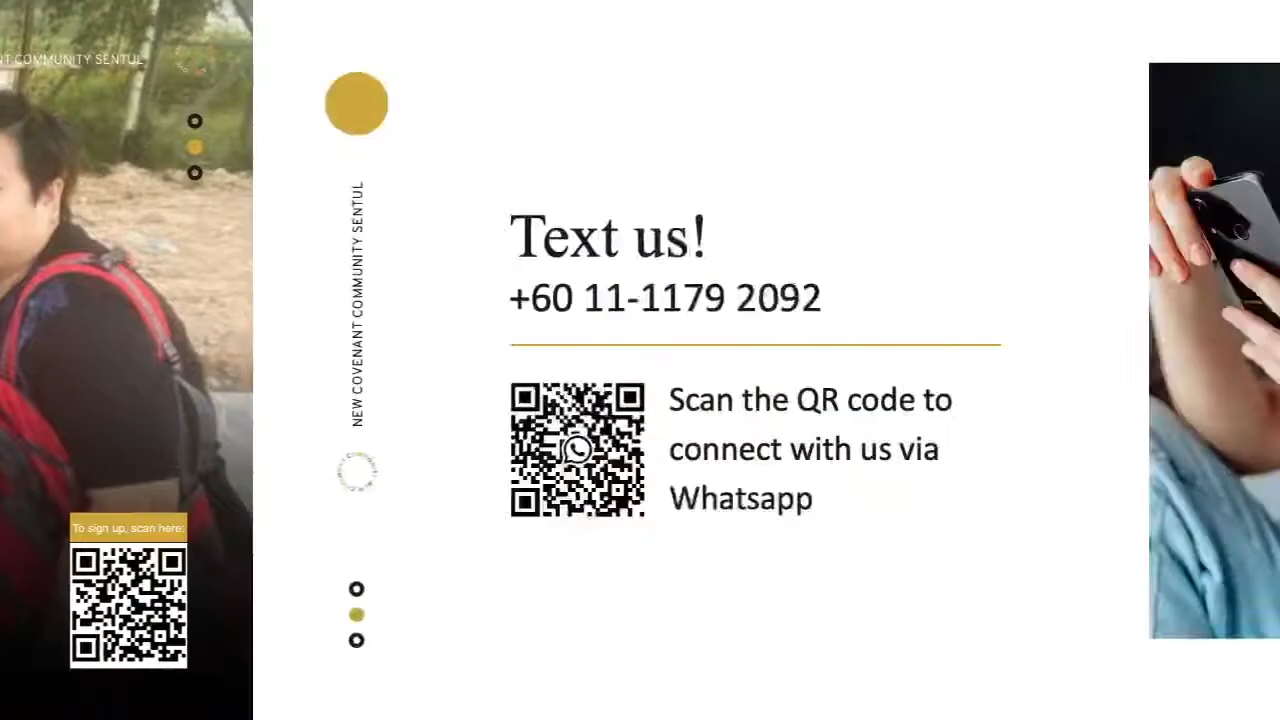 NT COMMUNITY SENTUL
To sign up, scan here:
NEW COVENANT COMMUNITY SENTUL
Text us!
+60 11-1179 2092
Scan the QR code to
connect with us via
Whatsapp